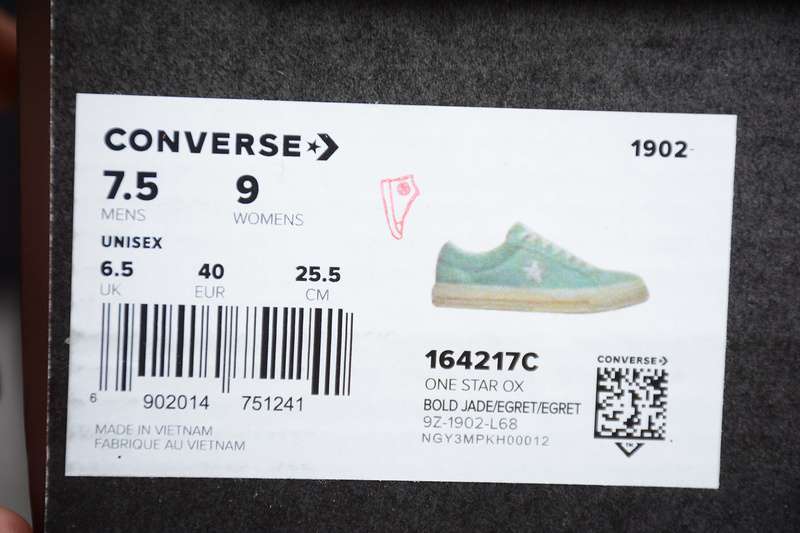 CONVERSE
1902
7.5 9
MENS WOMENS
UNISEX
6.5 40 25.5
UK EUR CM
6 902014 751241
MADE IN VIETNAM
FABRIQUE AU VIETNAM
164217C
ONE STAR OX
BOLD JADE/EGRET/EGRET
9Z-1902-L68
NGY3MPKH00012
CONVERSE
TM